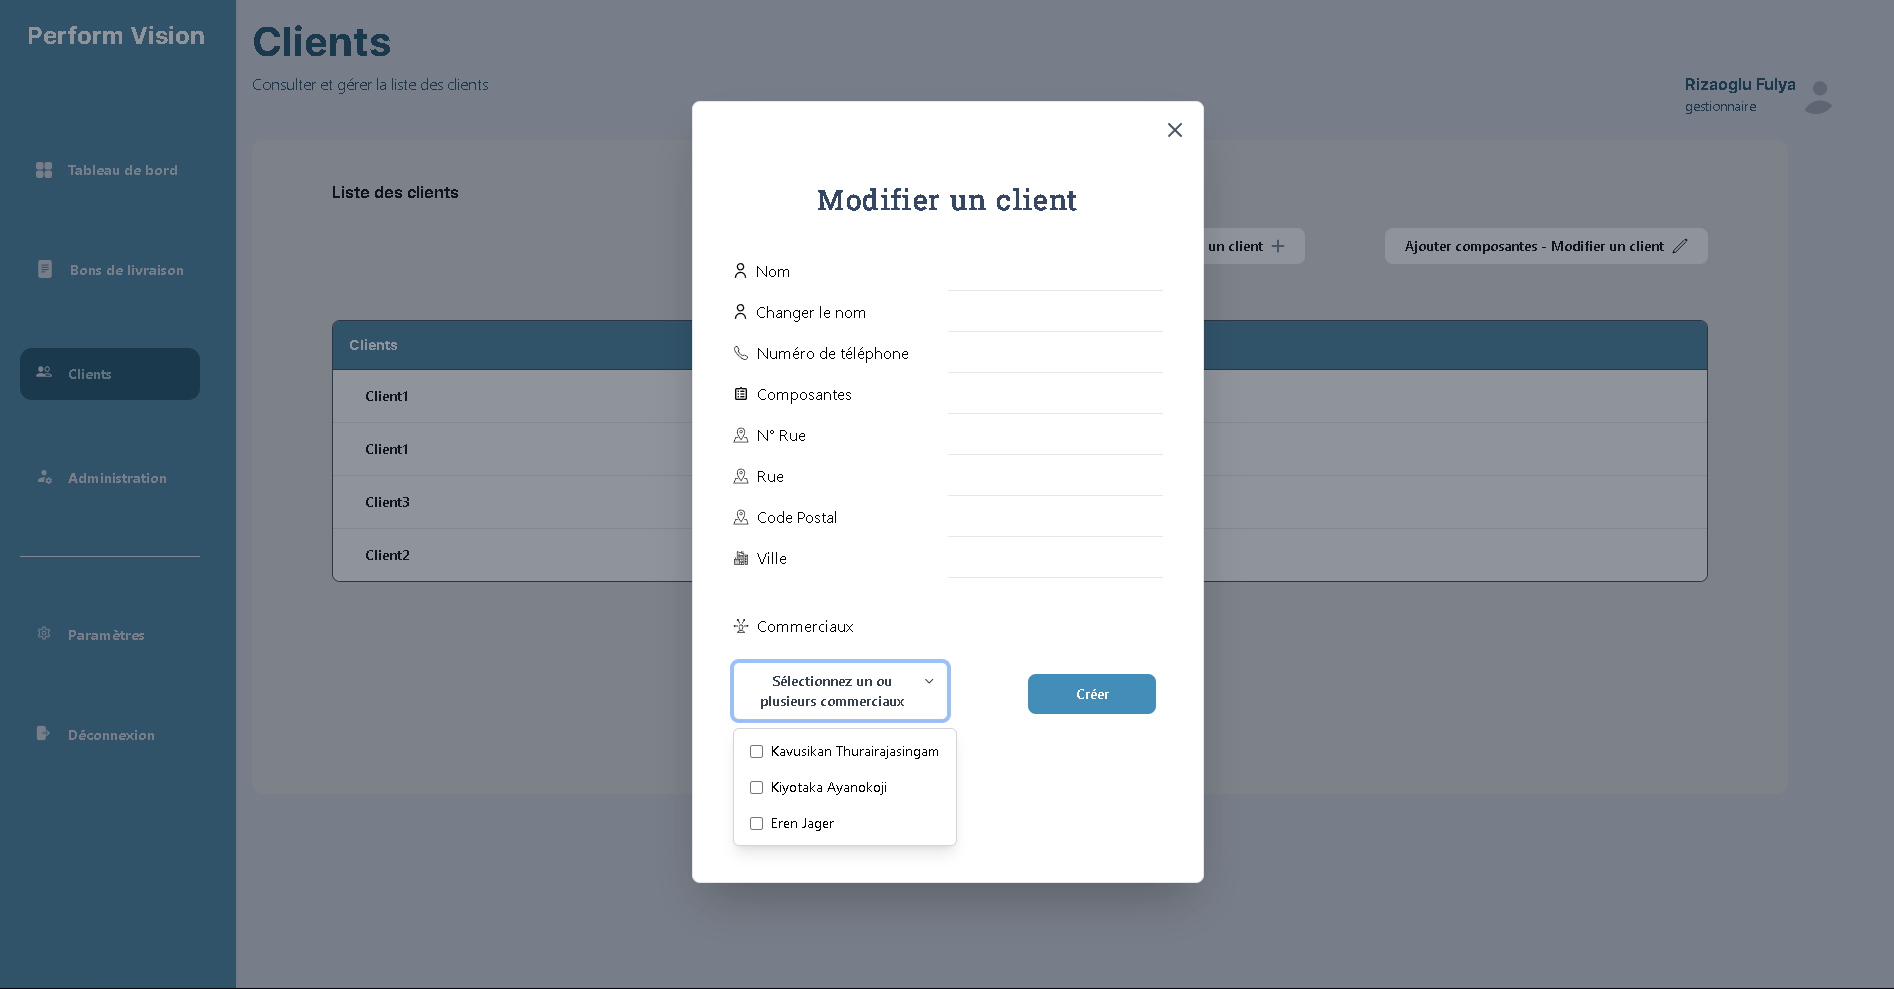 Perform Vision
Tableau de bord
Bons de livraison
Clients
Administration
Paramètres
Déconnexion
Clients
Consulter et gérer la liste des clients
Rizaoglu Fulya
gestionnaire
Liste des clients
un client
Ajouter composantes - Modifier un client
Clients
Client1
Client1
Client3
Client2
Modifier un client
Nom
Changer le nom
Numéro de téléphone
Composantes
N° Rue
Rue
Code Postal
Ville
Commerciaux
Sélectionnez un ou
plusieurs commerciaux
Créer
Kavusikan Thurairajasingam
Kiyotaka Ayanokoji
Eren Jager